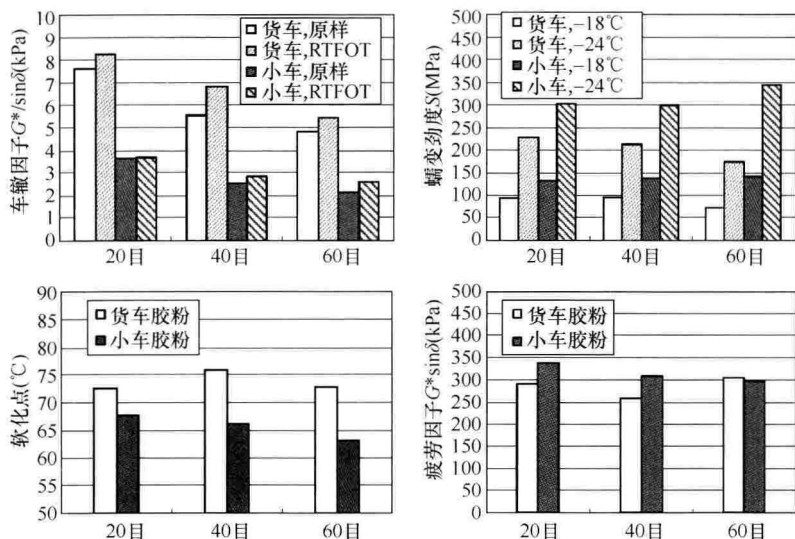 车辙因子G*/sinδ(kPa)
10
9
8
7
6
5
4
3
2
1
0
货车,原样
货车,RTFOT
小车,原样
小车,RTFOT
20目 40目 60目
蠕变劲度S(MPa)
500
450
400
350
300
250
200
150
100
50
0
货车,−18℃
货车,−24℃
小车,−18℃
小车,−24℃
20目 40目 60目
软化点(℃)
90
85
80
75
70
65
60
55
50
货车胶粉
小车胶粉
20目 40目 60目
疲劳因子G*sinδ(kPa)
500
450
400
350
300
250
200
150
100
50
0
货车胶粉
小车胶粉
20目 40目 60目